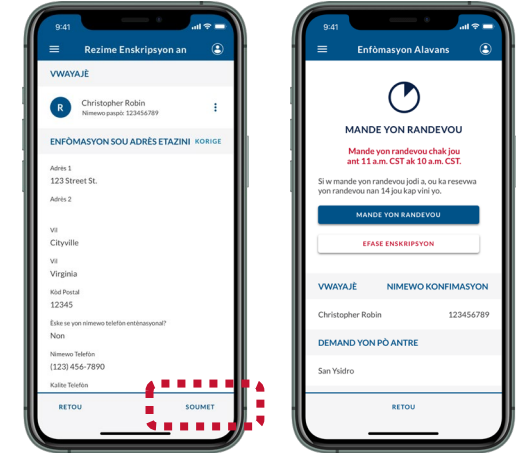 9:41
Rezime Enskripsyon an
VWAYAJÈ
R
Christopher Robin
Nimewo paspò: 123456789
ENFÒMASYON SOU ADRÈS ETAZINI KORIGE
Adrès 1
123 Street St.
Adrès 2
Vil
Cityville
Vil
Virginia
Kòd Postal
12345
Èske se yon nimewo telefòn entènasyonal?
Non
Nimewo Telefòn
(123) 456-7890
Kalite Telefòn
RETOU SOUMET
9:41
Enfòmasyon Alavans
MANDE YON RANDEVOU
Mande yon randevou chak jou
ant 11 a.m. CST ak 10 a.m. CST.
Si w mande yon randevou jodi a, ou ka resevwa
yon randevou nan 14 jou kap vini yo.
MANDE YON RANDEVOU
EFASE ENSKRIPSYON
VWAYAJÈ NIMEWO KONFIMASYON
Christopher Robin 123456789
DEMAND YON PÒ ANTRE
San Ysidro
RETOU